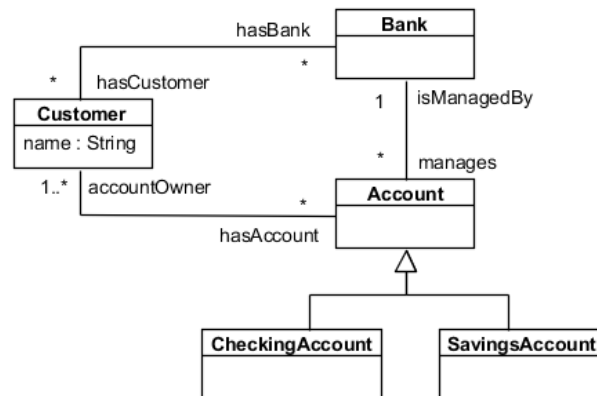 hasBank
Bank
*
*
hasCustomer
1
isManagedBy
Customer
name : String
*
manages
1..*
accountOwner
*
Account
hasAccount
CheckingAccount
SavingsAccount